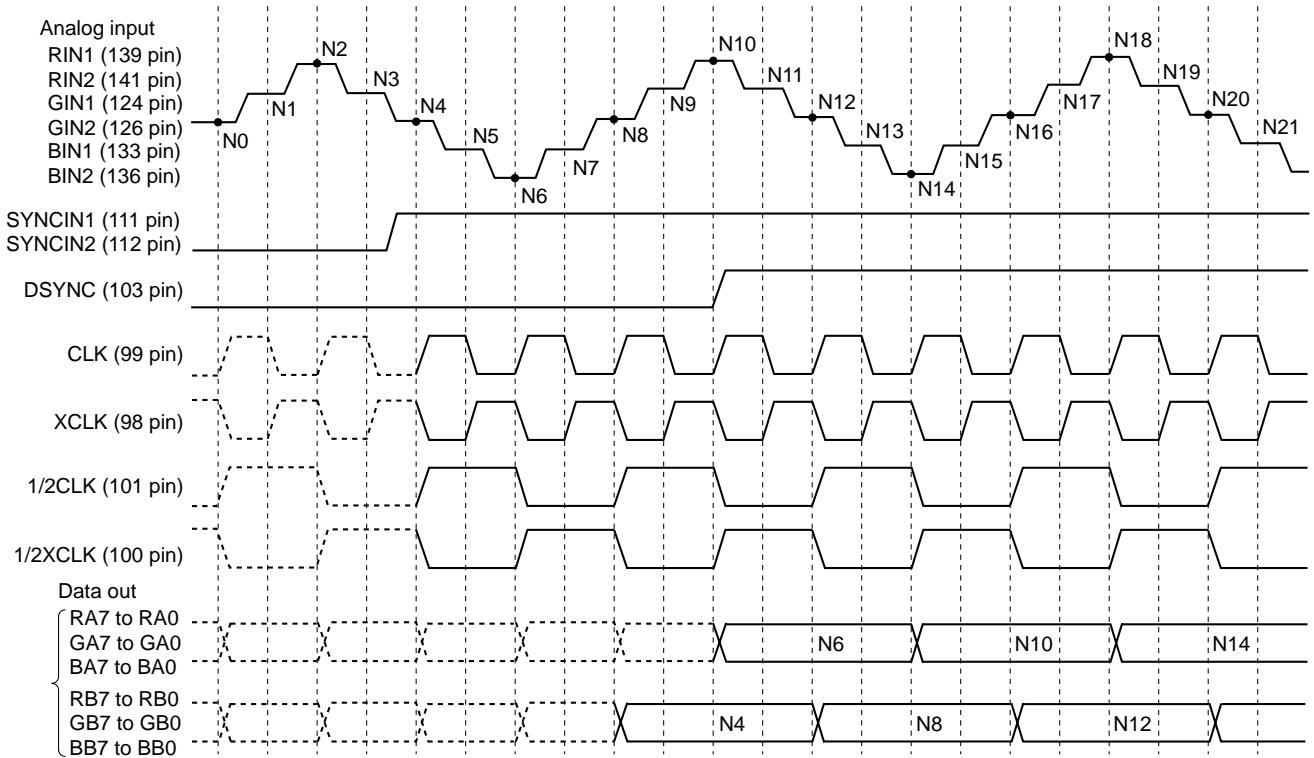 Analog input
RIN1 (139 pin)
RIN2 (141 pin)
GIN1 (124 pin)
GIN2 (126 pin)
BIN1 (133 pin)
BIN2 (136 pin)
N0
N1
N2
N3
N4
N5
N6
N7
N8
N9
N10
N11
N12
N13
N14
N15
N16
N17
N18
N19
N20
N21
SYNCIN1 (111 pin)
SYNCIN2 (112 pin)
DSYNC (103 pin)
CLK (99 pin)
XCLK (98 pin)
1/2CLK (101 pin)
1/2XCLK (100 pin)
Data out
RA7 to RA0
GA7 to GA0
BA7 to BA0
N6 N10 N14
RB7 to RB0
GB7 to GB0
BB7 to BB0
N4 N8 N12